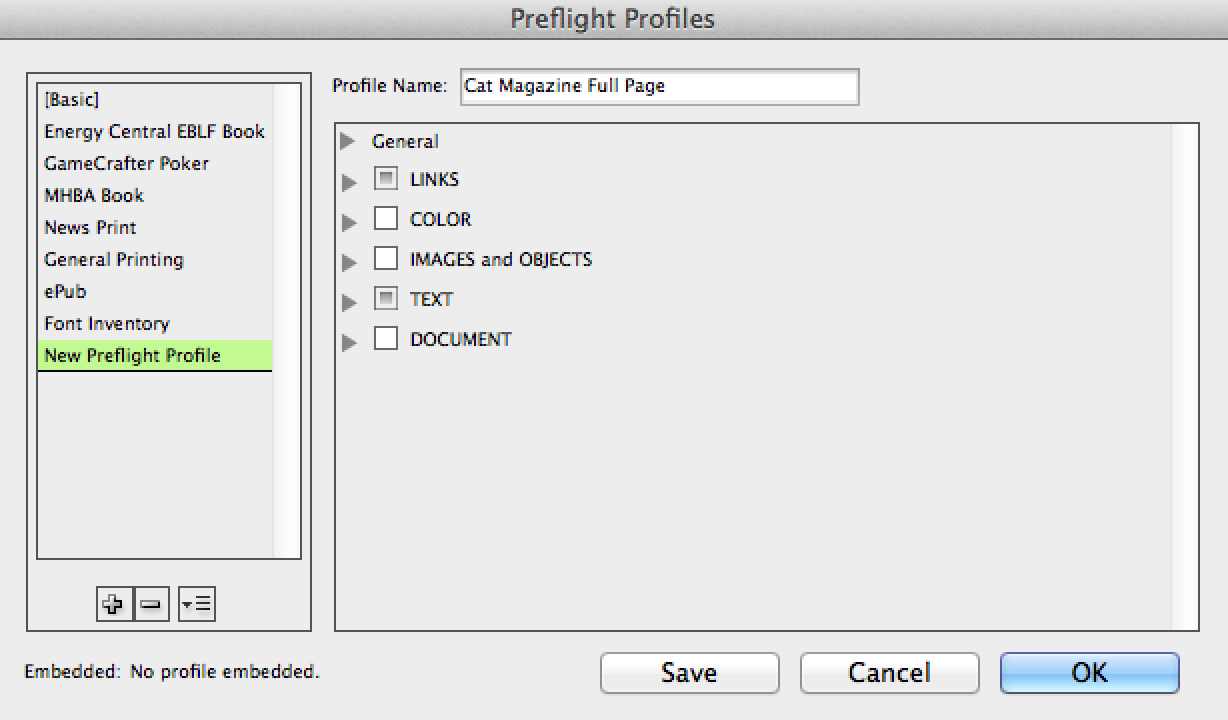 Preflight Profiles
[Basic]
Energy Central EBLF Book
GameCrafter Poker
MHBA Book
News Print
General Printing
ePub
Font Inventory
New Preflight Profile
Embedded: No profile embedded.
Profile Name: Cat Magazine Full Page
General
LINKS
COLOR
IMAGES and OBJECTS
TEXT
DOCUMENT
Save Cancel OK